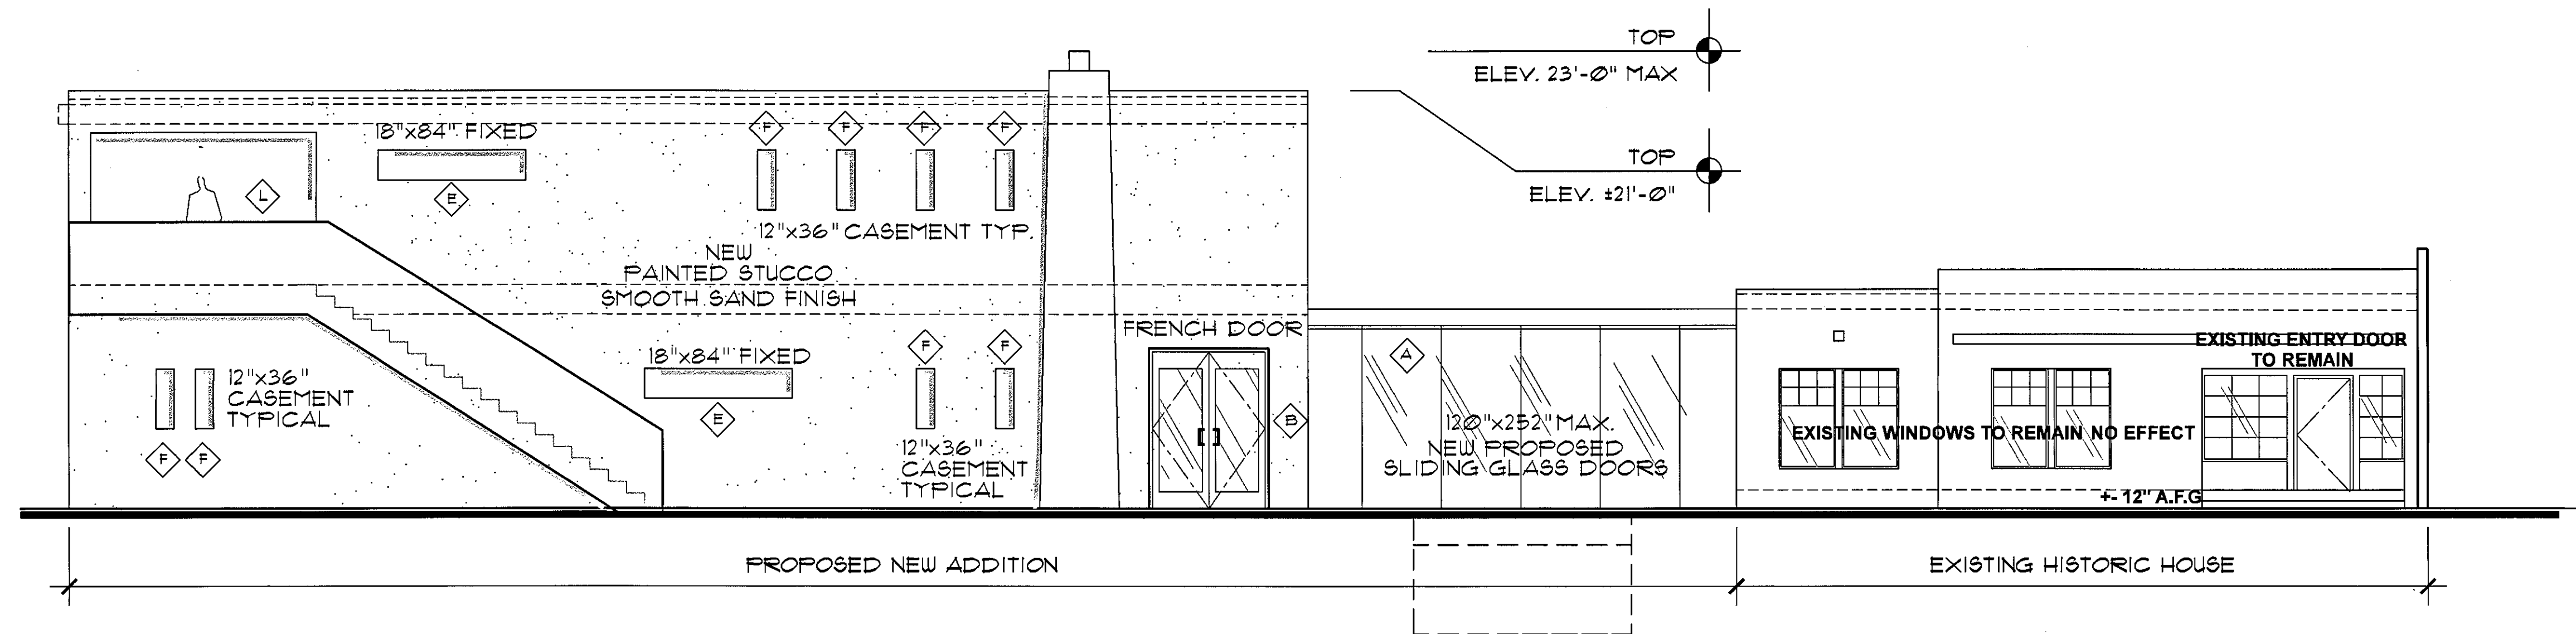 TOP
ELEV. 23'-0" MAX
TOP
ELEV. ±21'-0"
18"x84" FIXED
E
L
F
F
F
F
12"x36" CASEMENT TYP.
NEW
PAINTED STUCCO
SMOOTH SAND FINISH
12"x36"
CASEMENT
TYPICAL
F
F
18"x84" FIXED
E
F
F
12"x36"
CASEMENT
TYPICAL
FRENCH DOOR
B
A
120"x252" MAX.
NEW PROPOSED
SLIDING GLASS DOORS
EXISTING ENTRY DOOR
TO REMAIN
EXISTING WINDOWS TO REMAIN NO EFFECT
+- 12" A.F.G
PROPOSED NEW ADDITION
EXISTING HISTORIC HOUSE